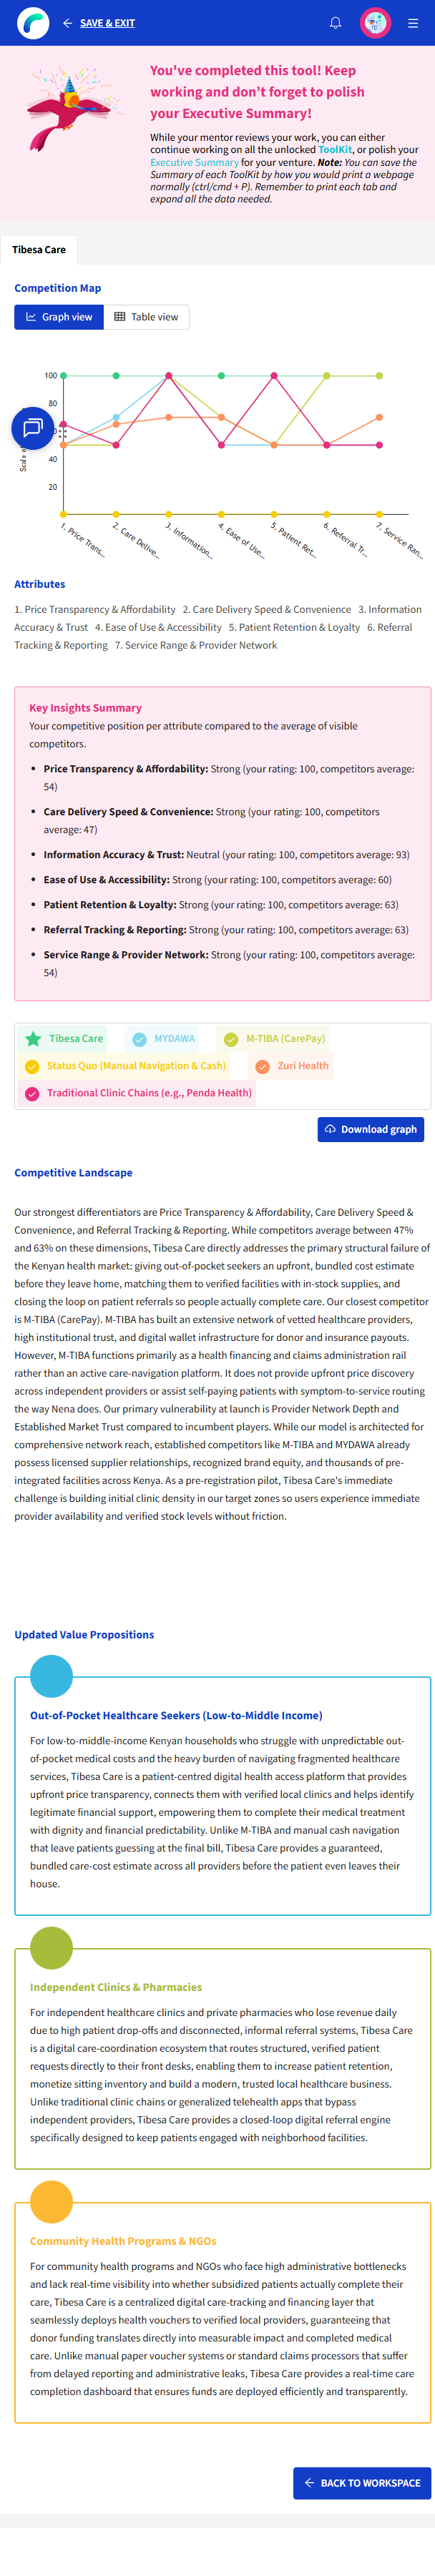 SAVE & EXIT
You've completed this tool! Keep
working and don't forget to polish
your Executive Summary!
While your mentor reviews your work, you can either
continue working on all the unlocked ToolKit, or polish your
Executive Summary for your venture. Note: You can save the
Summary of each ToolKit by how you would print a webpage
normally (ctrl/cmd + P). Remember to print each tab and
expand all the data needed.
Tibesa Care
Competition Map
Graph view
Table view
100
80
40
20
Scale o
1. Price Trans...
2. Care Delive...
3. Information...
4. Ease of Use...
5. Patient Ret...
6. Referral Tr...
7. Service Ran...
Attributes
1. Price Transparency & Affordability 2. Care Delivery Speed & Convenience 3. Information
Accuracy & Trust 4. Ease of Use & Accessibility 5. Patient Retention & Loyalty 6. Referral
Tracking & Reporting 7. Service Range & Provider Network
Key Insights Summary
Your competitive position per attribute compared to the average of visible
competitors.
Price Transparency & Affordability: Strong (your rating: 100, competitors average:
54)
Care Delivery Speed & Convenience: Strong (your rating: 100, competitors
average: 47)
Information Accuracy & Trust: Neutral (your rating: 100, competitors average: 93)
Ease of Use & Accessibility: Strong (your rating: 100, competitors average: 60)
Patient Retention & Loyalty: Strong (your rating: 100, competitors average: 63)
Referral Tracking & Reporting: Strong (your rating: 100, competitors average: 63)
Service Range & Provider Network: Strong (your rating: 100, competitors average:
54)
Tibesa Care
MYDAWA
M-TIBA (CarePay)
Status Quo (Manual Navigation & Cash)
Zuri Health
Traditional Clinic Chains (e.g., Penda Health)
Download graph
Competitive Landscape
Our strongest differentiators are Price Transparency & Affordability, Care Delivery Speed &
Convenience, and Referral Tracking & Reporting. While competitors average between 47%
and 63% on these dimensions, Tibesa Care directly addresses the primary structural failure of
the Kenyan health market: giving out-of-pocket seekers an upfront, bundled cost estimate
before they leave home, matching them to verified facilities with in-stock supplies, and
closing the loop on patient referrals so people actually complete care. Our closest competitor
is M-TIBA (CarePay). M-TIBA has built an extensive network of vetted healthcare providers,
high institutional trust, and digital wallet infrastructure for donor and insurance payouts.
However, M-TIBA functions primarily as a health financing and claims administration rail
rather than an active care-navigation platform. It does not provide upfront price discovery
across independent providers or assist self-paying patients with symptom-to-service routing
the way Nena does. Our primary vulnerability at launch is Provider Network Depth and
Established Market Trust compared to incumbent players. While our model is architected for
comprehensive network reach, established competitors like M-TIBA and MYDAWA already
possess licensed supplier relationships, recognized brand equity, and thousands of pre-
integrated facilities across Kenya. As a pre-registration pilot, Tibesa Care's immediate
challenge is building initial clinic density in our target zones so users experience immediate
provider availability and verified stock levels without friction.
Updated Value Propositions
Out-of-Pocket Healthcare Seekers (Low-to-Middle Income)
For low-to-middle-income Kenyan households who struggle with unpredictable out-
of-pocket medical costs and the heavy burden of navigating fragmented healthcare
services, Tibesa Care is a patient-centred digital health access platform that provides
upfront price transparency, connects them with verified local clinics and helps identify
legitimate financial support, empowering them to complete their medical treatment
with dignity and financial predictability. Unlike M-TIBA and manual cash navigation
that leave patients guessing at the final bill, Tibesa Care provides a guaranteed,
bundled care-cost estimate across all providers before the patient even leaves their
house.
Independent Clinics & Pharmacies
For independent healthcare clinics and private pharmacies who lose revenue daily
due to high patient drop-offs and disconnected, informal referral systems, Tibesa Care
is a digital care-coordination ecosystem that routes structured, verified patient
requests directly to their front desks, enabling them to increase patient retention,
monetize sitting inventory and build a modern, trusted local healthcare business.
Unlike traditional clinic chains or generalized telehealth apps that bypass
independent providers, Tibesa Care provides a closed-loop digital referral engine
specifically designed to keep patients engaged with neighborhood facilities.
Community Health Programs & NGOs
For community health programs and NGOs who face high administrative bottlenecks
and lack real-time visibility into whether subsidized patients actually complete their
care, Tibesa Care is a centralized digital care-tracking and financing layer that
seamlessly deploys health vouchers to verified local providers, guaranteeing that
donor funding translates directly into measurable impact and completed medical
care. Unlike manual paper voucher systems or standard claims processors that suffer
from delayed reporting and administrative leaks, Tibesa Care provides a real-time care
completion dashboard that ensures funds are deployed efficiently and transparently.
BACK TO WORKSPACE